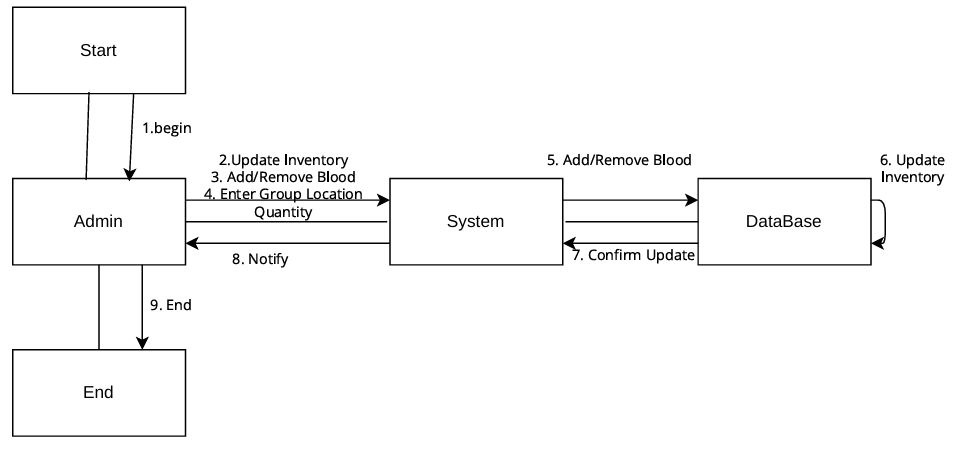 Start
1.begin
2.Update Inventory
3. Add/Remove Blood
4. Enter Group Location
Quantity
5. Add/Remove Blood
6. Update
Inventory
Admin
System
DataBase
8. Notify
7. Confirm Update
9. End
End